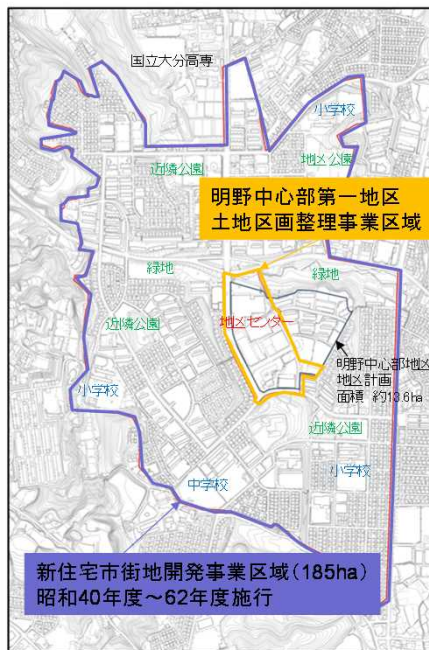 国立大分高専
小学校
近隣公園
地区公園
明野中心部第一地区
土地区画整理事業区域
緑地
緑地
地区センター
近隣公園
明野中心部地区
地区計画
面積 約13.6ha
小学校
近隣公園
中学校
小学校
新住宅市街地開発事業区域(185ha)
昭和40年度~62年度施行